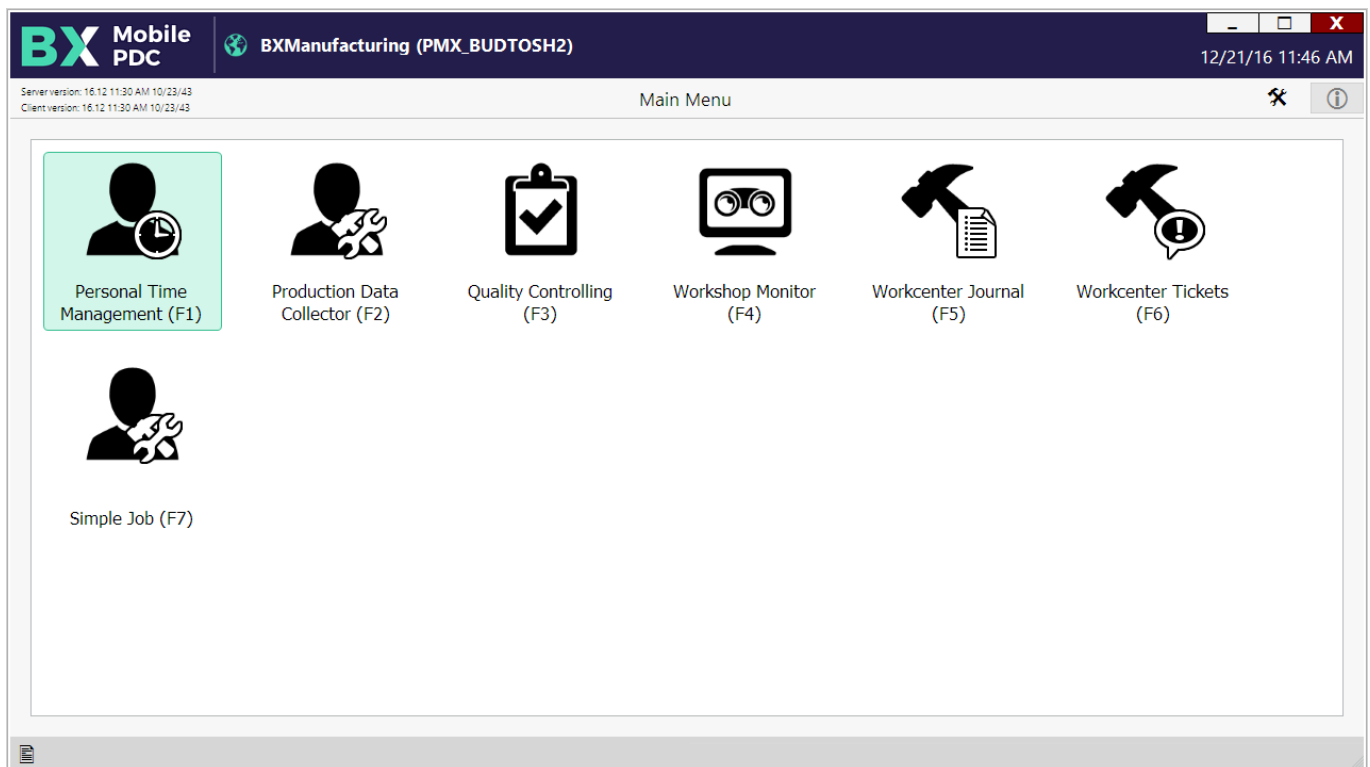 BX Mobile PDC
BXManufacturing (PMX_BUDTOSH2)
12/21/16 11:46 AM
Server version: 16.12 11:30 AM 10/23/43
Client version: 16.12 11:30 AM 10/23/43
Main Menu
Personal Time
Management (F1)
Production Data
Collector (F2)
Quality Controlling
(F3)
Workshop Monitor
(F4)
Workcenter Journal
(F5)
Workcenter Tickets
(F6)
Simple Job (F7)